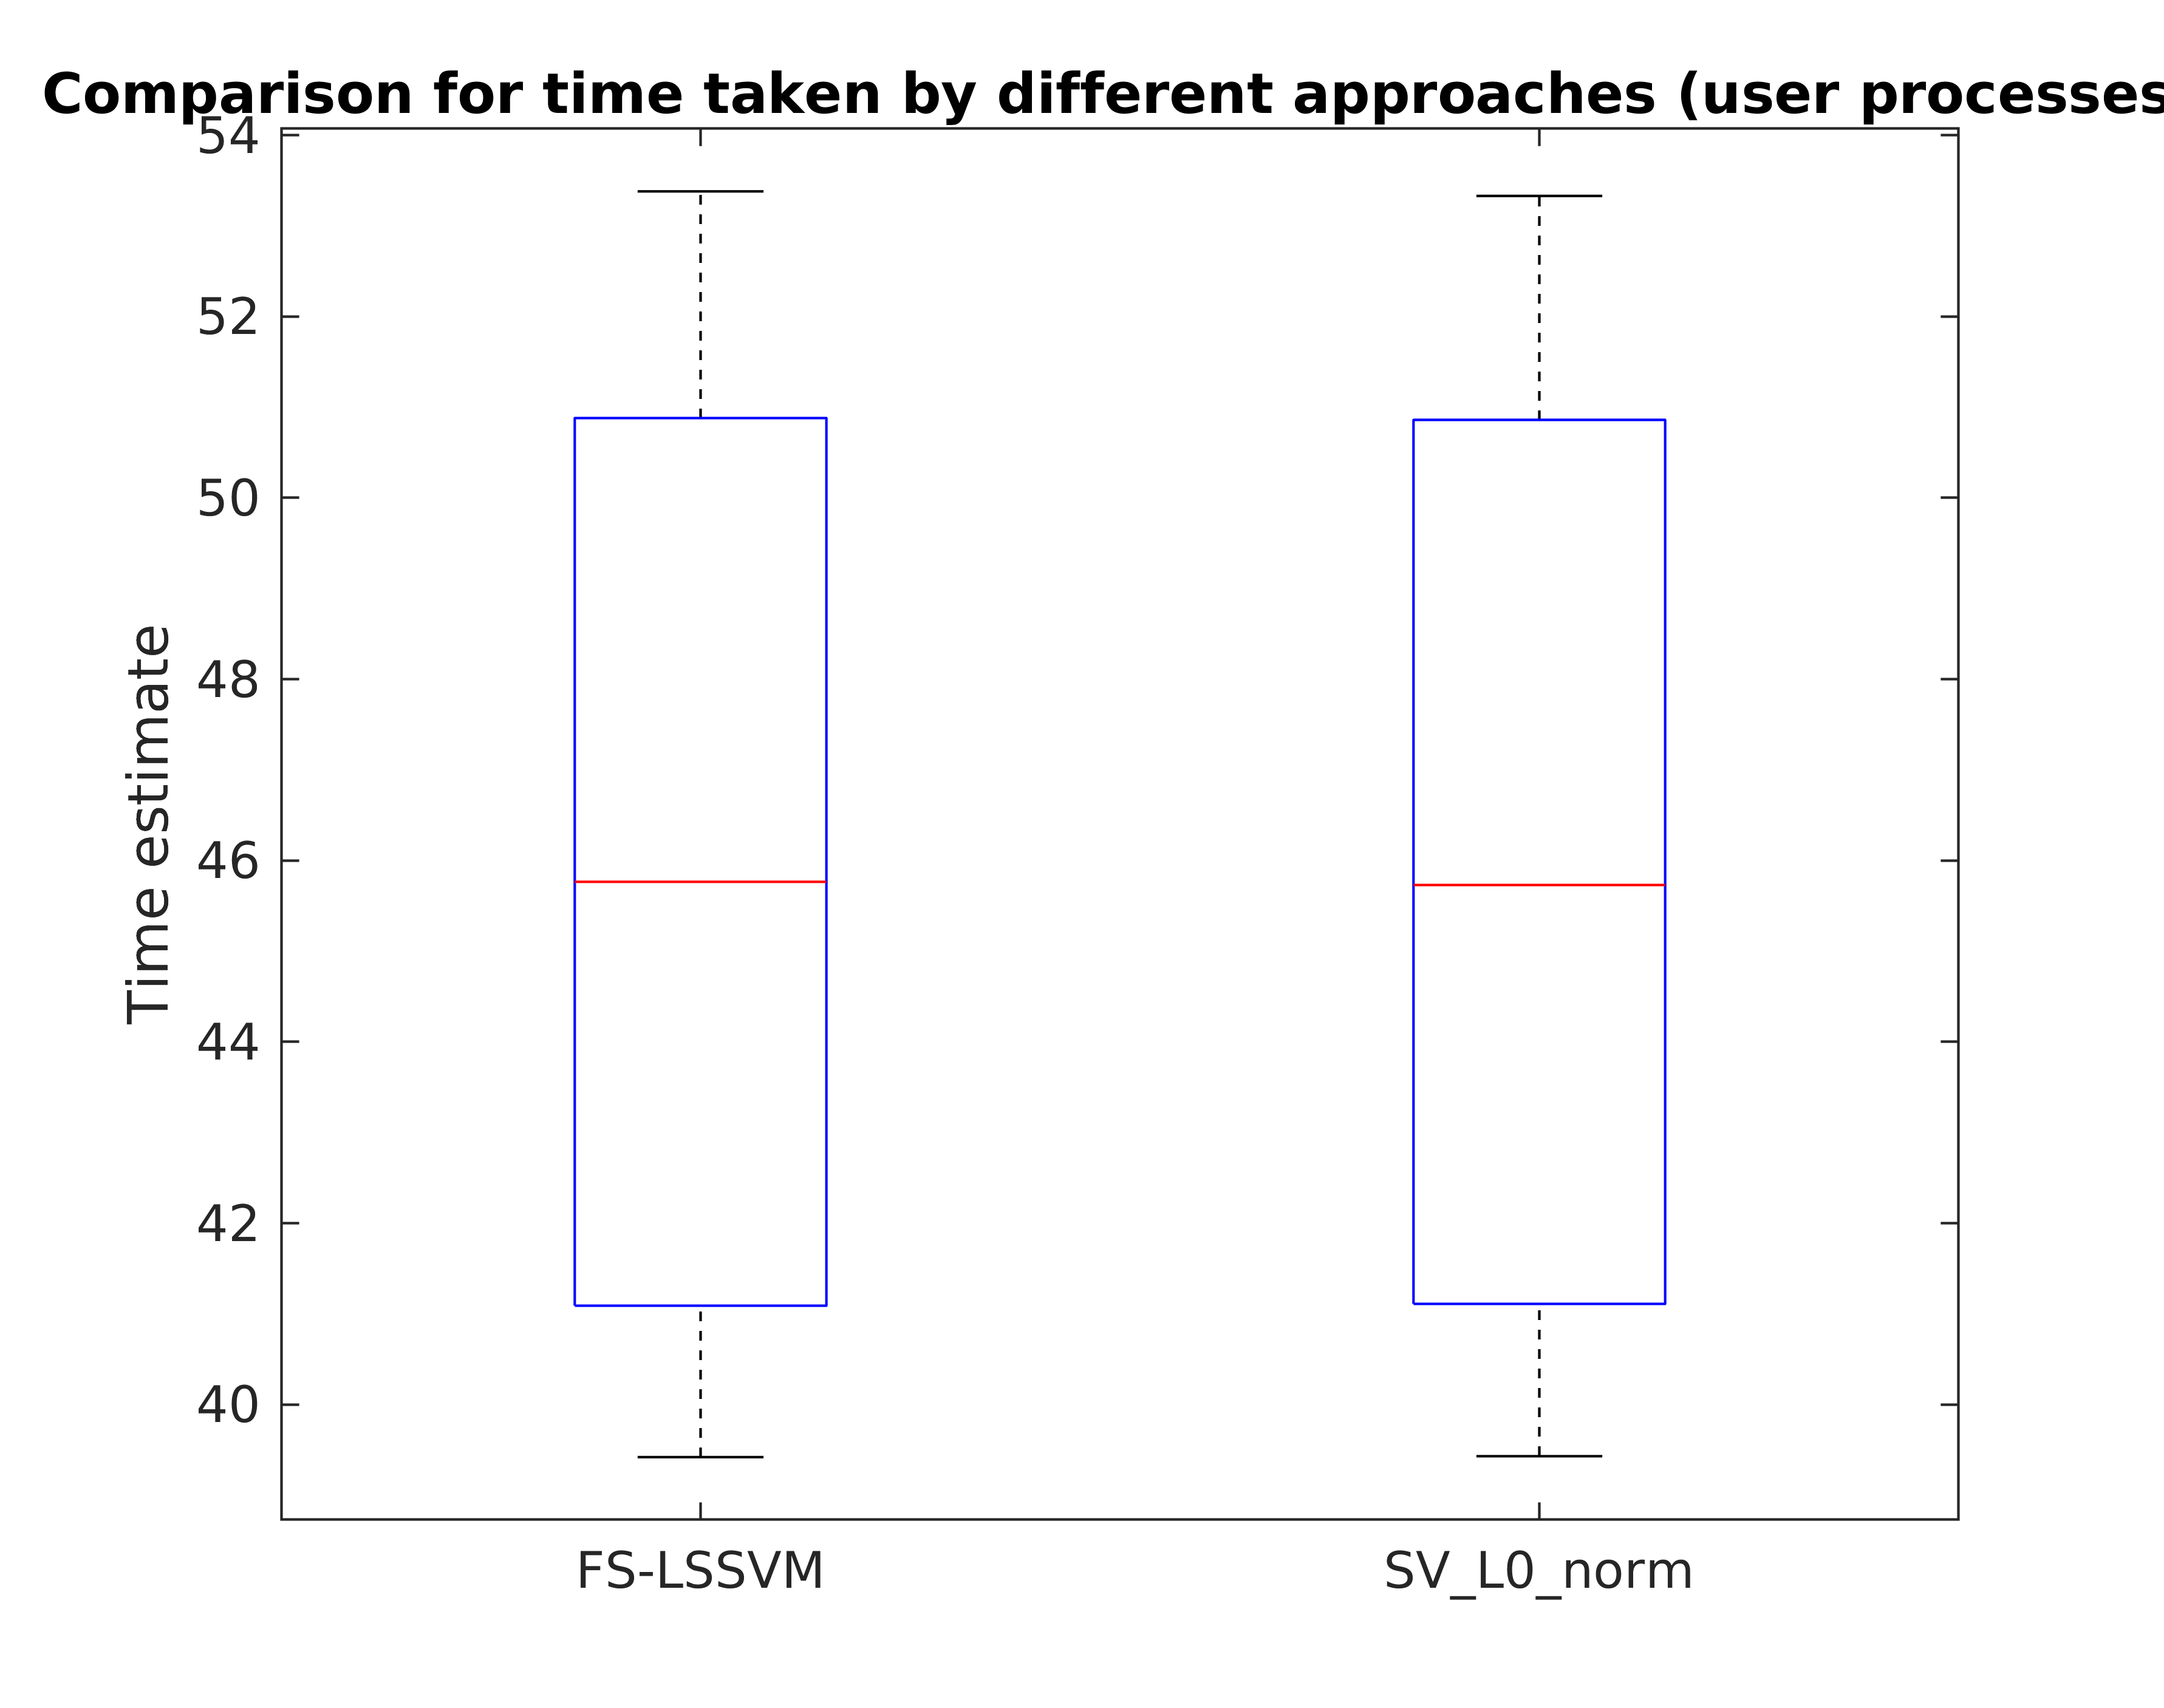 Comparison for time taken by different approaches (user processes
54
52
50
48
46
44
42
40
Time estimate
FS-LSSVM
SV_L0_norm